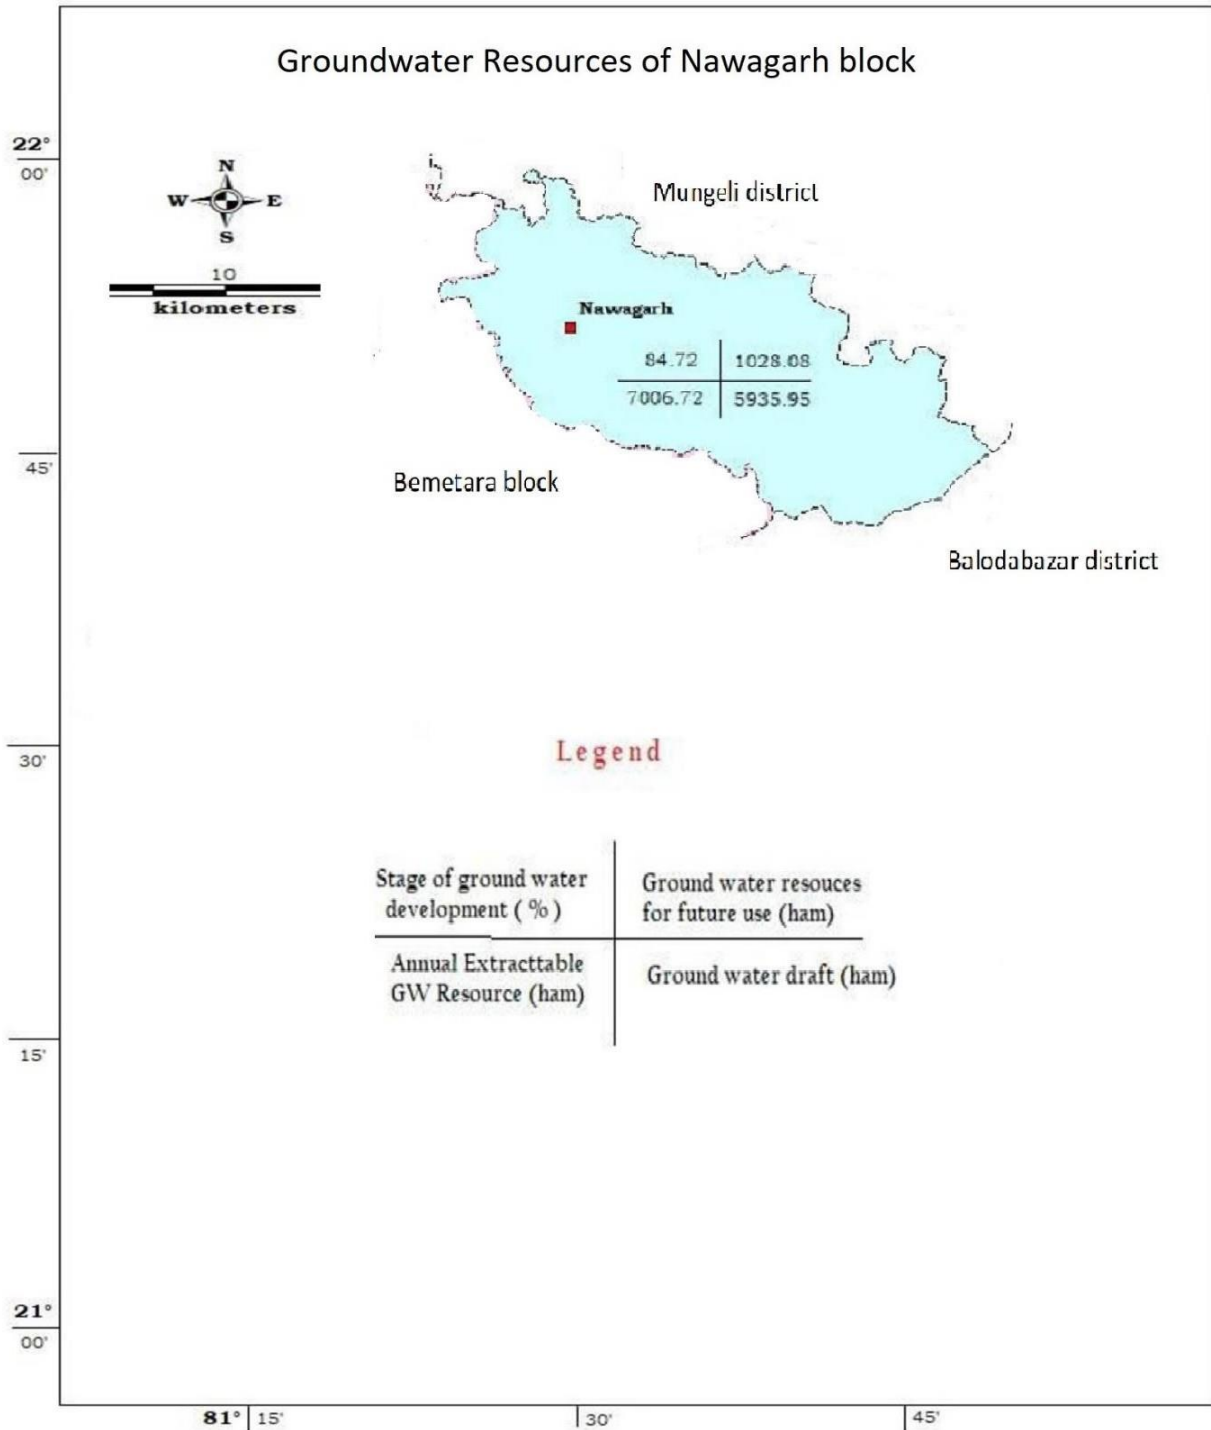 Groundwater Resources of Nawagarh block
22°
00'
N
W E
S
10
kilometers
Mungeli district
Nawagarh
84.72 1028.08
7006.72 5935.95
45'
Bemetara block
Balodabazar district
30'
Legend
Stage of ground water
development ( % )
Ground water resouces
for future use (ham)
Annual Extracttable
GW Resource (ham)
Ground water draft (ham)
15'
21°
00'
81° 15' 30' 45'